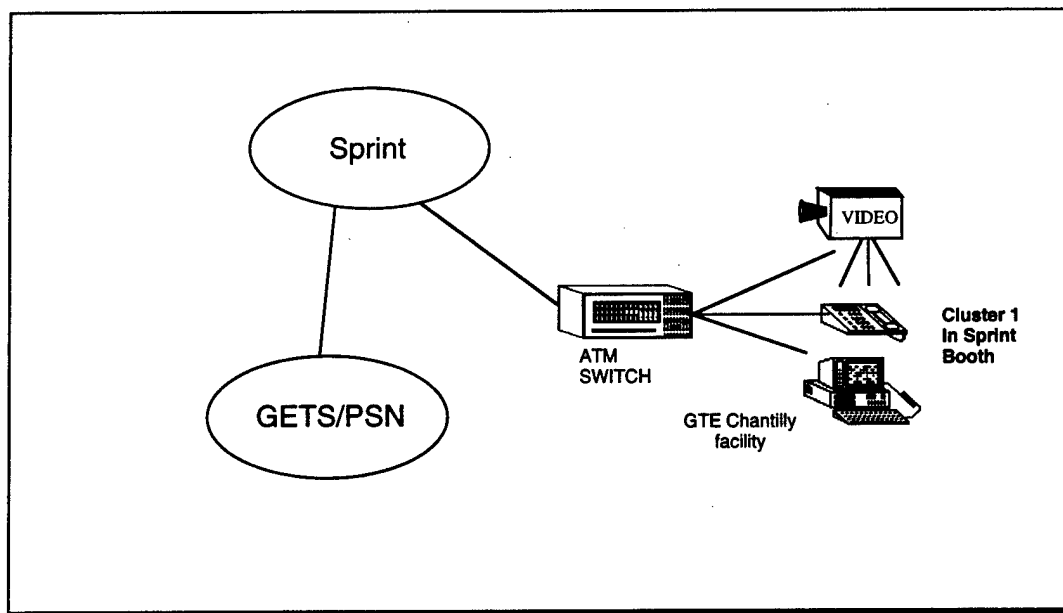 Sprint
VIDEO
Cluster 1
In Sprint
Booth
ATM
SWITCH
GETS/PSN
GTE Chantilly
facility